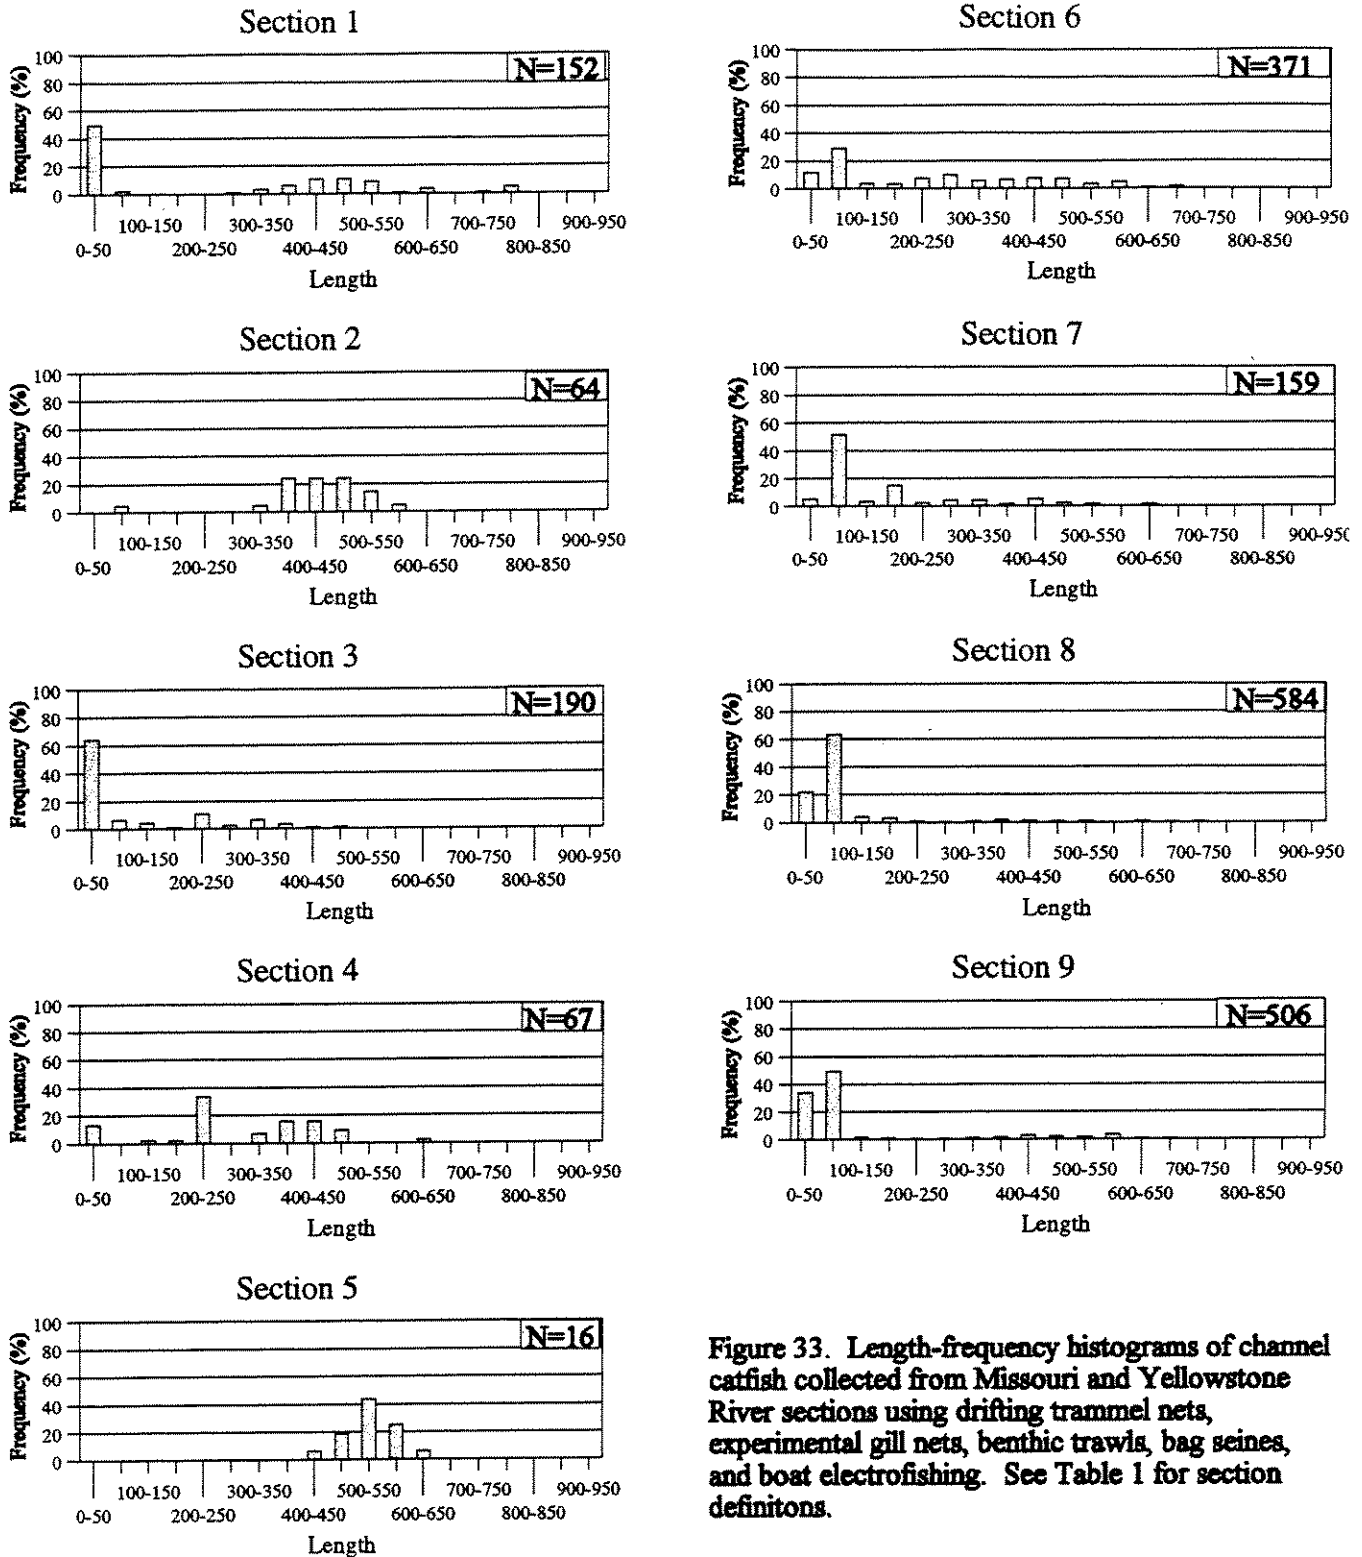 Section 1
N=152
Frequency (%)
100
80
60
40
20
0
100-150 300-350 500-550 700-750 900-950
0-50 200-250 400-450 600-650 800-850
Length
Section 2
N=64
Frequency (%)
100
80
60
40
20
0
100-150 300-350 500-550 700-750 900-950
0-50 200-250 400-450 600-650 800-850
Length
Section 3
N=190
Frequency (%)
100
80
60
40
20
0
100-150 300-350 500-550 700-750 900-950
0-50 200-250 400-450 600-650 800-850
Length
Section 4
N=67
Frequency (%)
100
80
60
40
20
0
100-150 300-350 500-550 700-750 900-950
0-50 200-250 400-450 600-650 800-850
Length
Section 5
N=16
Frequency (%)
100
80
60
40
20
0
100-150 300-350 500-550 700-750 900-950
0-50 200-250 400-450 600-650 800-850
Length
Section 6
N=371
Frequency (%)
100
80
60
40
20
0
100-150 300-350 500-550 700-750 900-950
0-50 200-250 400-450 600-650 800-850
Length
Section 7
N=159
Frequency (%)
100
80
60
40
20
0
100-150 300-350 500-550 700-750 900-950
0-50 200-250 400-450 600-650 800-850
Length
Section 8
N=584
Frequency (%)
100
80
60
40
20
0
100-150 300-350 500-550 700-750 900-950
0-50 200-250 400-450 600-650 800-850
Length
Section 9
N=506
Frequency (%)
100
80
60
40
20
0
100-150 300-350 500-550 700-750 900-950
0-50 200-250 400-450 600-650 800-850
Length
Figure 33. Length-frequency histograms of channel
catfish collected from Missouri and Yellowstone
River sections using drifting trammel nets,
experimental gill nets, benthic trawls, bag seines,
and boat electrofishing. See Table 1 for section
definitons.